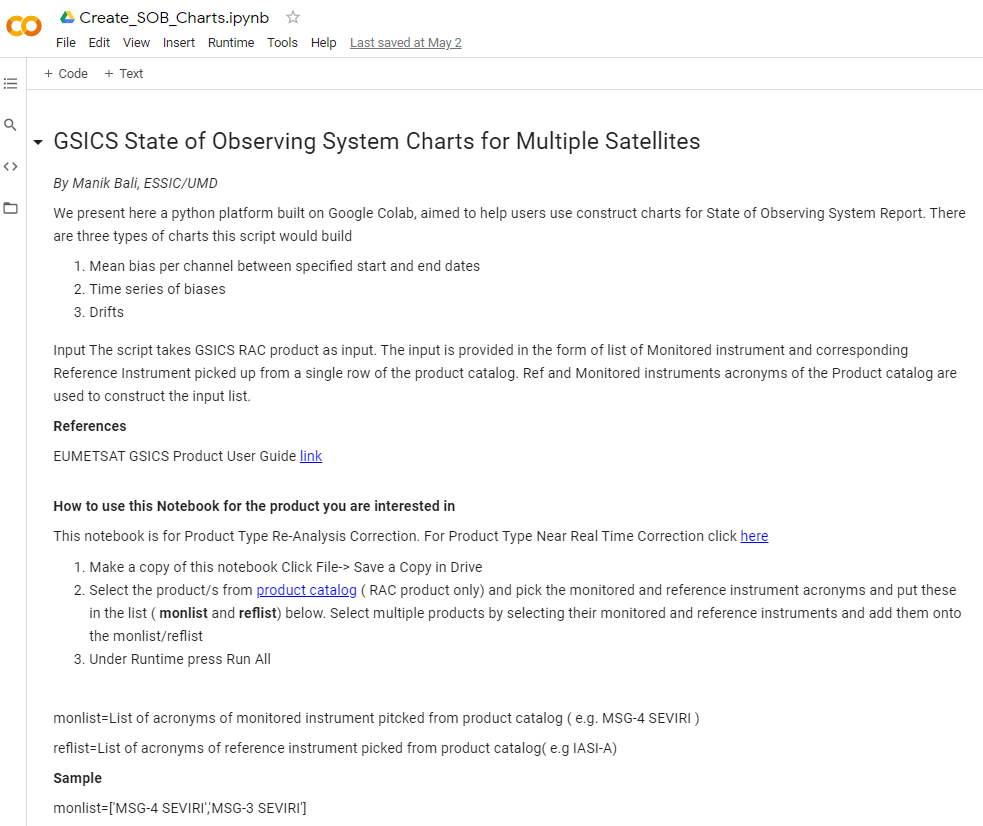 Create_SOB_Charts.ipynb
File Edit View Insert Runtime Tools Help Last saved at May 2
+ Code + Text
GSICS State of Observing System Charts for Multiple Satellites
By Manik Bali, ESSIC/UMD
We present here a python platform built on Google Colab, aimed to help users use construct charts for State of Observing System Report. There
are three types of charts this script would build
1. Mean bias per channel between specified start and end dates
2. Time series of biases
3. Drifts
Input The script takes GSICS RAC product as input. The input is provided in the form of list of Monitored instrument and corresponding
Reference Instrument picked up from a single row of the product catalog. Ref and Monitored instruments acronyms of the Product catalog are
used to construct the input list.
References
EUMETSAT GSICS Product User Guide link
How to use this Notebook for the product you are interested in
This notebook is for Product Type Re-Analysis Correction. For Product Type Near Real Time Correction click here
1. Make a copy of this notebook Click File-> Save a Copy in Drive
2. Select the product/s from product catalog ( RAC product only) and pick the monitored and reference instrument acronyms and put these
in the list ( monlist and reflist) below. Select multiple products by selecting their monitored and reference instruments and add them onto
the monlist/reflist
3. Under Runtime press Run All
monlist=List of acronyms of monitored instrument pitcked from product catalog ( e.g. MSG-4 SEVIRI )
reflist=List of acronyms of reference instrument picked from product catalog( e.g IASI-A)
Sample
monlist=['MSG-4 SEVIRI','MSG-3 SEVIRI']